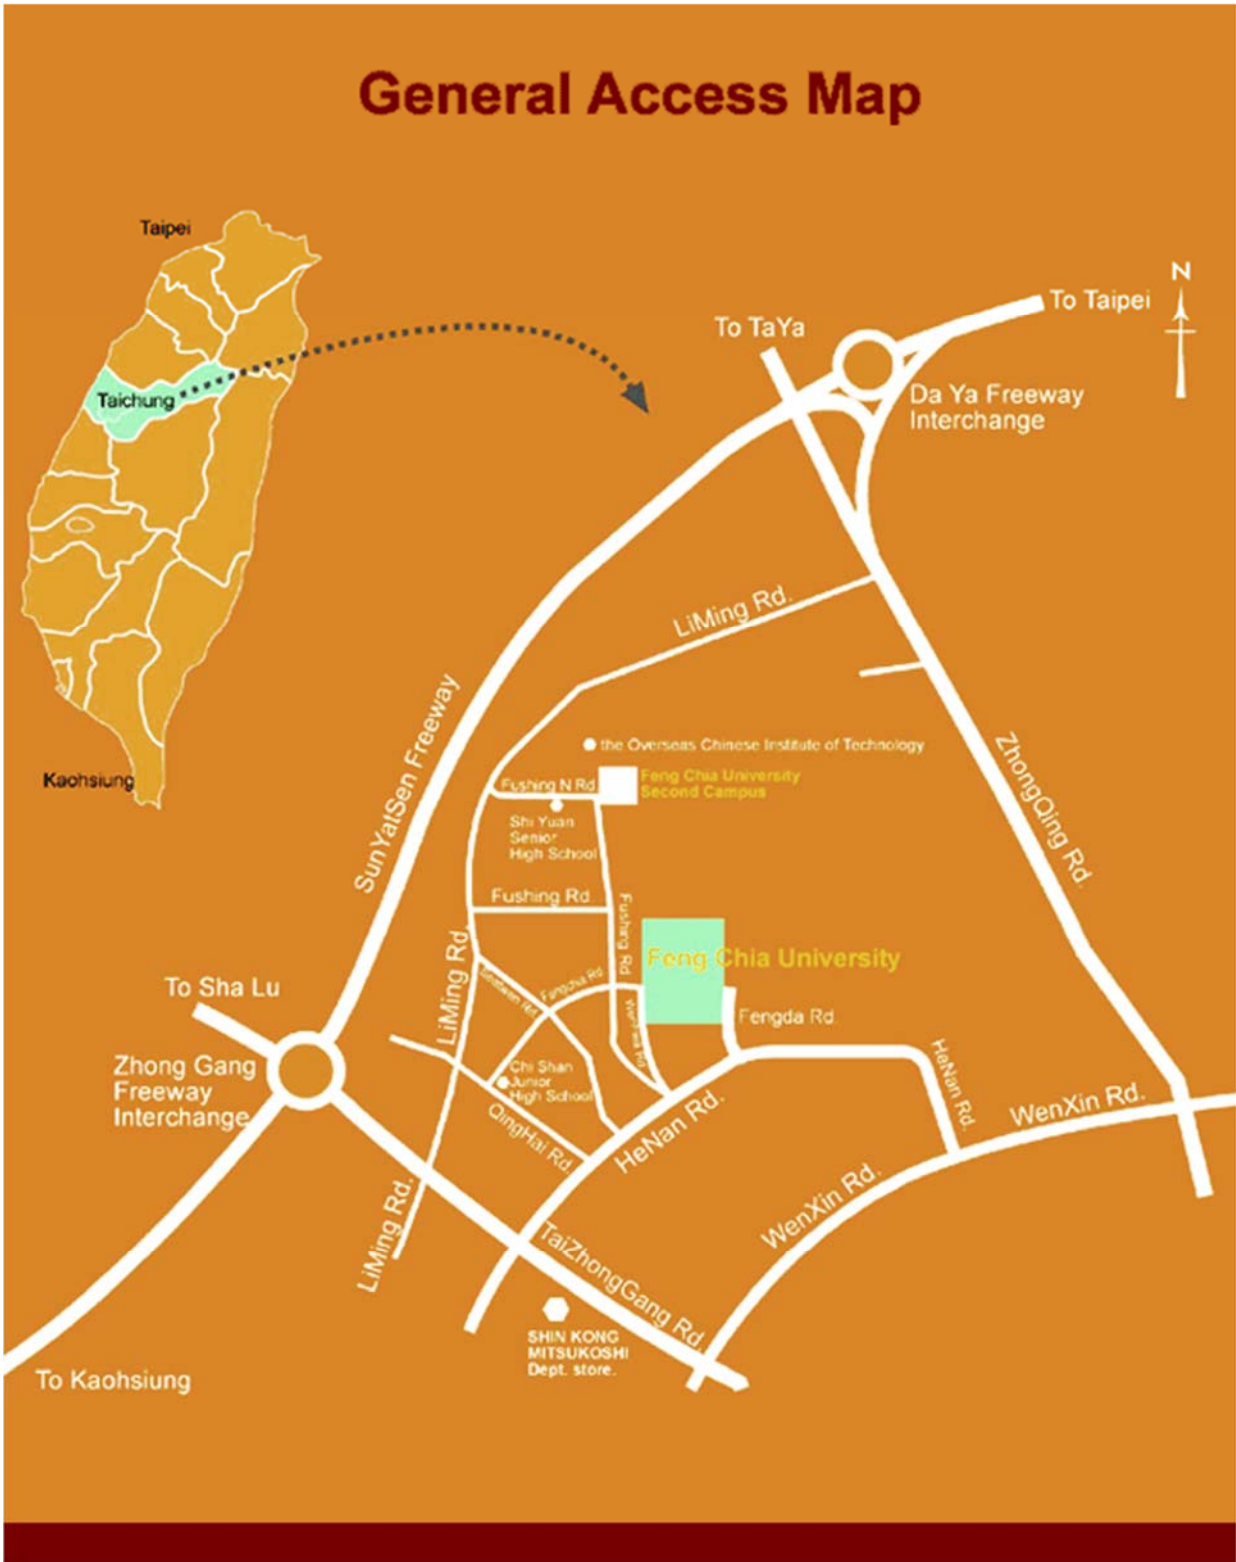 General Access Map
Taipei
Taichung
Kaohsiung
N
To Taipei
To TaYa
Da Ya Freeway
Interchange
LiMing Rd.
SunYatSen Freeway
ZhongQing Rd.
the Overseas Chinese Institute of Technology
Fushing N Rd.
Feng Chia University
Second Campus
Shi Yuan
Senior
High School
Fushing Rd
Fushing Rd
Feng Chia University
LiMing Rd.
Fengchia Rd.
WenHwa Rd.
Fengda Rd.
To Sha Lu
Zhong Gang
Freeway
Interchange
Chi Shan
Junior
High School
QingHai Rd.
HeNan Rd.
HeNan Rd.
WenXin Rd.
WenXin Rd.
LiMing Rd.
TaiZhongGang Rd.
SHIN KONG
MITSUKOSHI
Dept. store.
To Kaohsiung